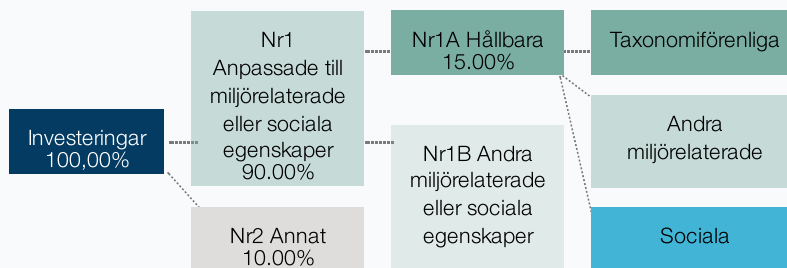 Investeringar
100,00%
Nr1
Anpassade till
miljörelaterade
eller sociala
egenskaper
90.00%
Nr2 Annat
10.00%
Nr1A Hållbara
15.00%
Nr1B Andra
miljörelaterade
eller sociala
egenskaper
Taxonomiförenliga
Andra
miljörelaterade
Sociala